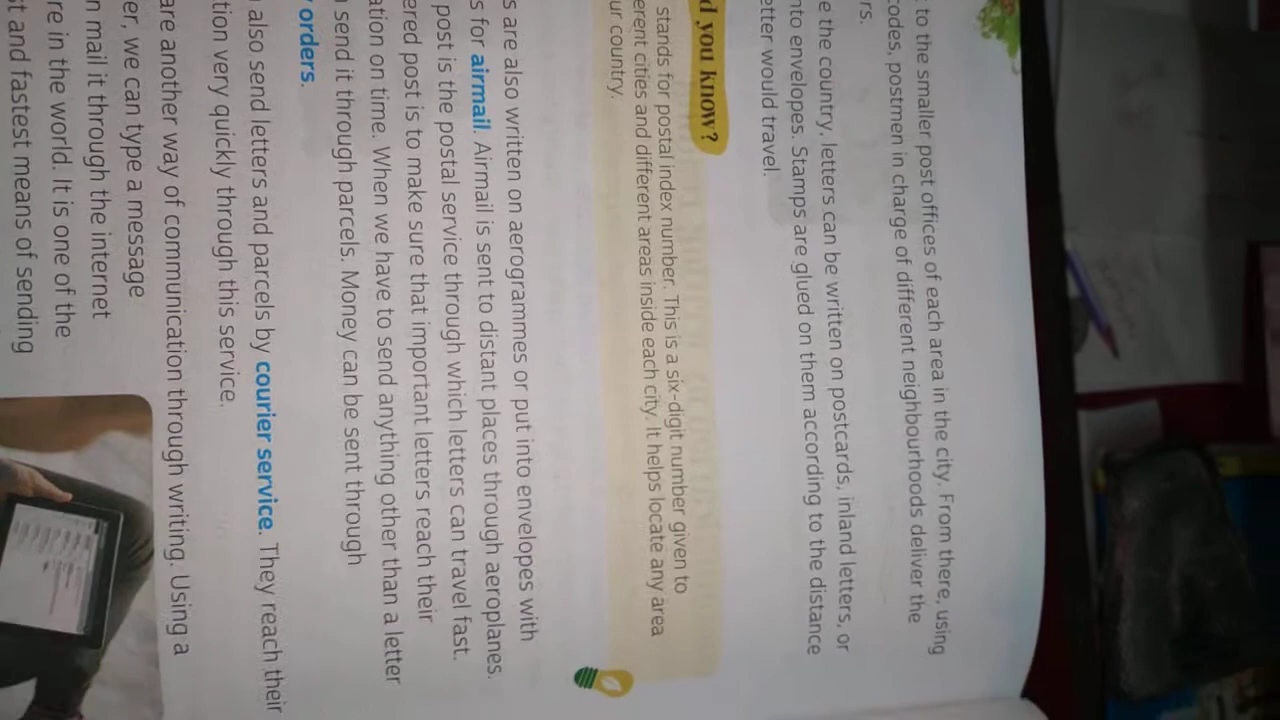 to the smaller post offices of each area in the city. From there, using
codes, postmen in charge of different neighbourhoods deliver the
rs.
e the country, letters can be written on postcards, inland letters, or
nto envelopes. Stamps are glued on them according to the distance
etter would travel.
d you know?
stands for postal index number. This is a six-digit number given to
erent cities and different areas inside each city. It helps locate any area
ur country.
s are also written on aerogrammes or put into envelopes with
s for airmail. Airmail is sent to distant places through aeroplanes.
post is the postal service through which letters can travel fast.
ered post is to make sure that important letters reach their
ation on time. When we have to send anything other than a letter
send it through parcels. Money can be sent through
orders.
also send letters and parcels by courier service. They reach their
tion very quickly through this service.
are another way of communication through writing. Using a
er, we can type a message
n mail it through the internet
re in the world. It is one of the
st and fastest means of sending